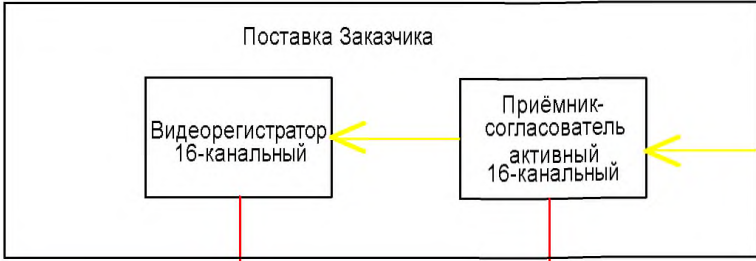 Поставка Заказчика
Видеорегистратор
16-канальный
Приёмник-
согласователь
активный
16-канальный